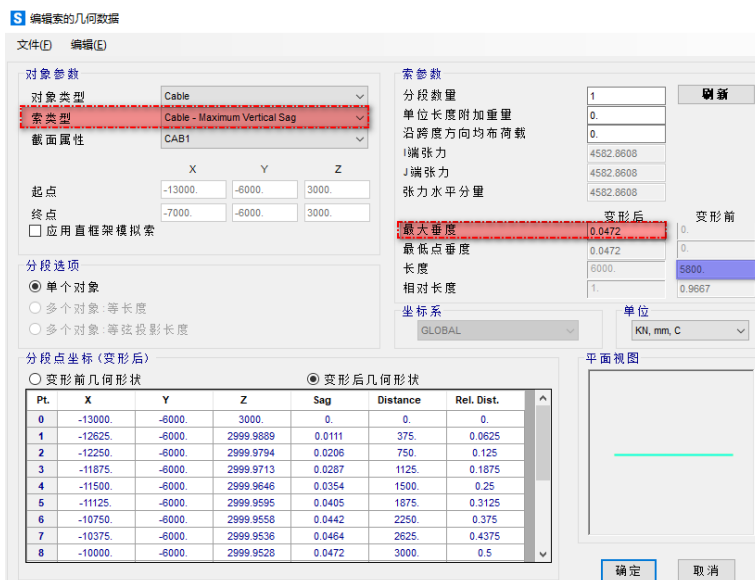 S 编辑索的几何数据
文件(F) 编辑(E)
对象参数
对象类型 Cable
索类型 Cable - Maximum Vertical Sag
截面属性 CAB1
X Y Z
起点 -13000. -6000. 3000.
终点 -7000. -6000. 3000.
应用直框架模拟索
分段选项
单个对象
多个对象:等长度
多个对象:等弦投影长度
索参数
分段数量 1 刷新
单位长度附加重量 0.
沿跨度方向均布荷载 0.
I端张力 4582.8608
J端张力 4582.8608
张力水平分量 4582.8608
变形后 变形前
最大垂度 0.0472 0.
最低点垂度 0.0472 0.
长度 6000. 5800.
相对长度 1. 0.9667
坐标系
GLOBAL
单位
KN, mm, C
分段点坐标(变形后)
变形前几何形状 变形后几何形状
Pt. X Y Z Sag Distance Rel. Dist.
0 -13000. -6000. 3000. 0. 0. 0.
1 -12625. -6000. 2999.9889 0.0111 375. 0.0625
2 -12250. -6000. 2999.9794 0.0206 750. 0.125
3 -11875. -6000. 2999.9713 0.0287 1125. 0.1875
4 -11500. -6000. 2999.9646 0.0354 1500. 0.25
5 -11125. -6000. 2999.9595 0.0405 1875. 0.3125
6 -10750. -6000. 2999.9558 0.0442 2250. 0.375
7 -10375. -6000. 2999.9536 0.0464 2625. 0.4375
8 -10000. -6000. 2999.9528 0.0472 3000. 0.5
平面视图
确定 取消